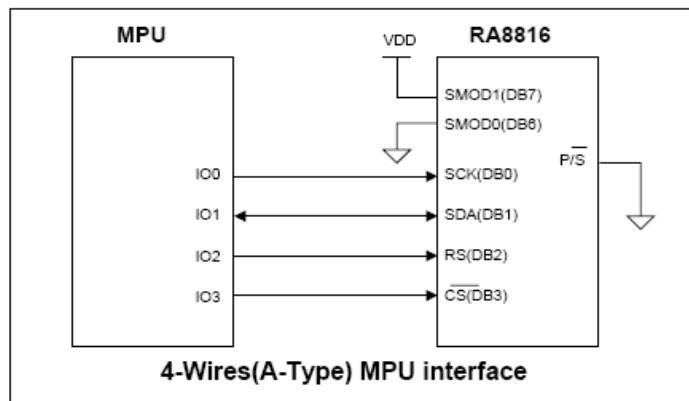 MPU
RA8816
VDD
SMOD1(DB7)
SMOD0(DB6)
P/S̅
IO0
SCK(DB0)
IO1
SDA(DB1)
IO2
RS(DB2)
IO3
C̅S̅(DB3)
4-Wires(A-Type) MPU interface